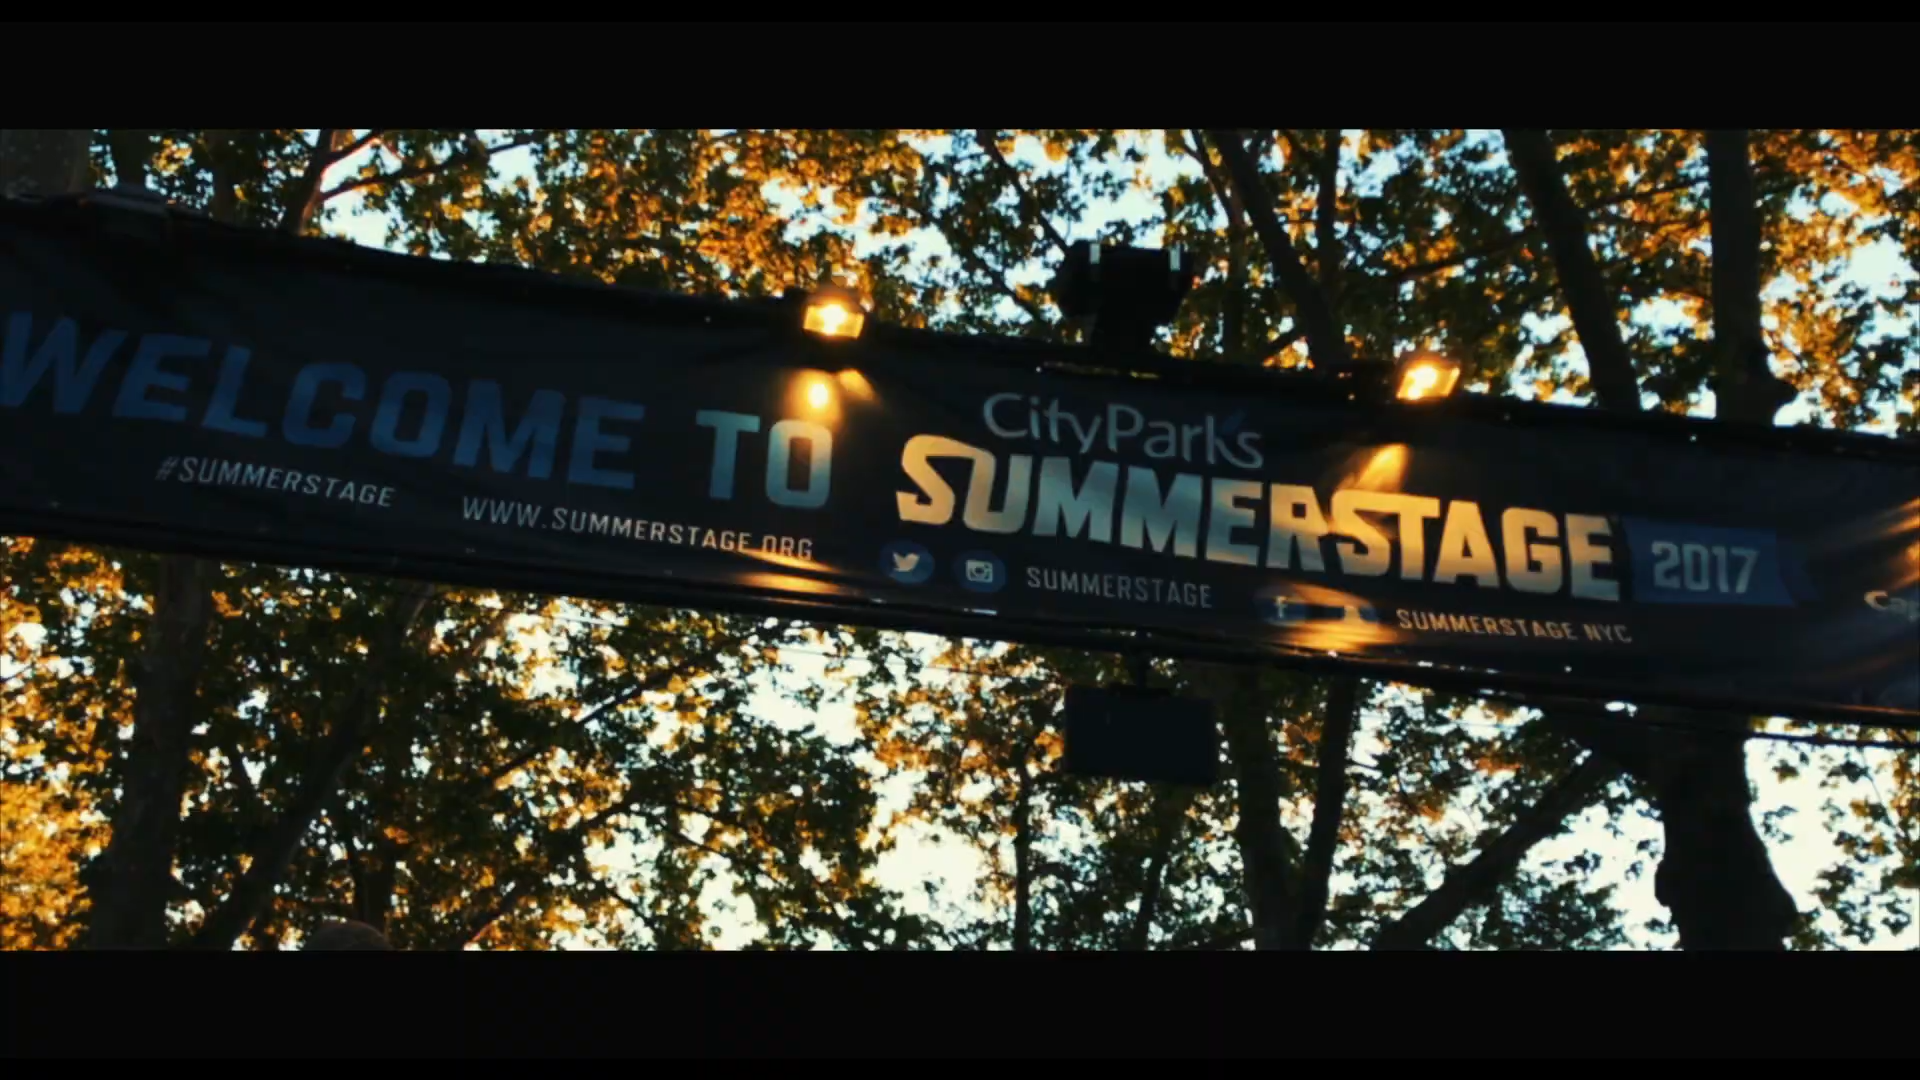 WELCOME TO
CityParks
SUMMERSTAGE 2017
#SUMMERSTAGE
WWW.SUMMERSTAGE.ORG
SUMMERSTAGE
SUMMERSTAGE NYC